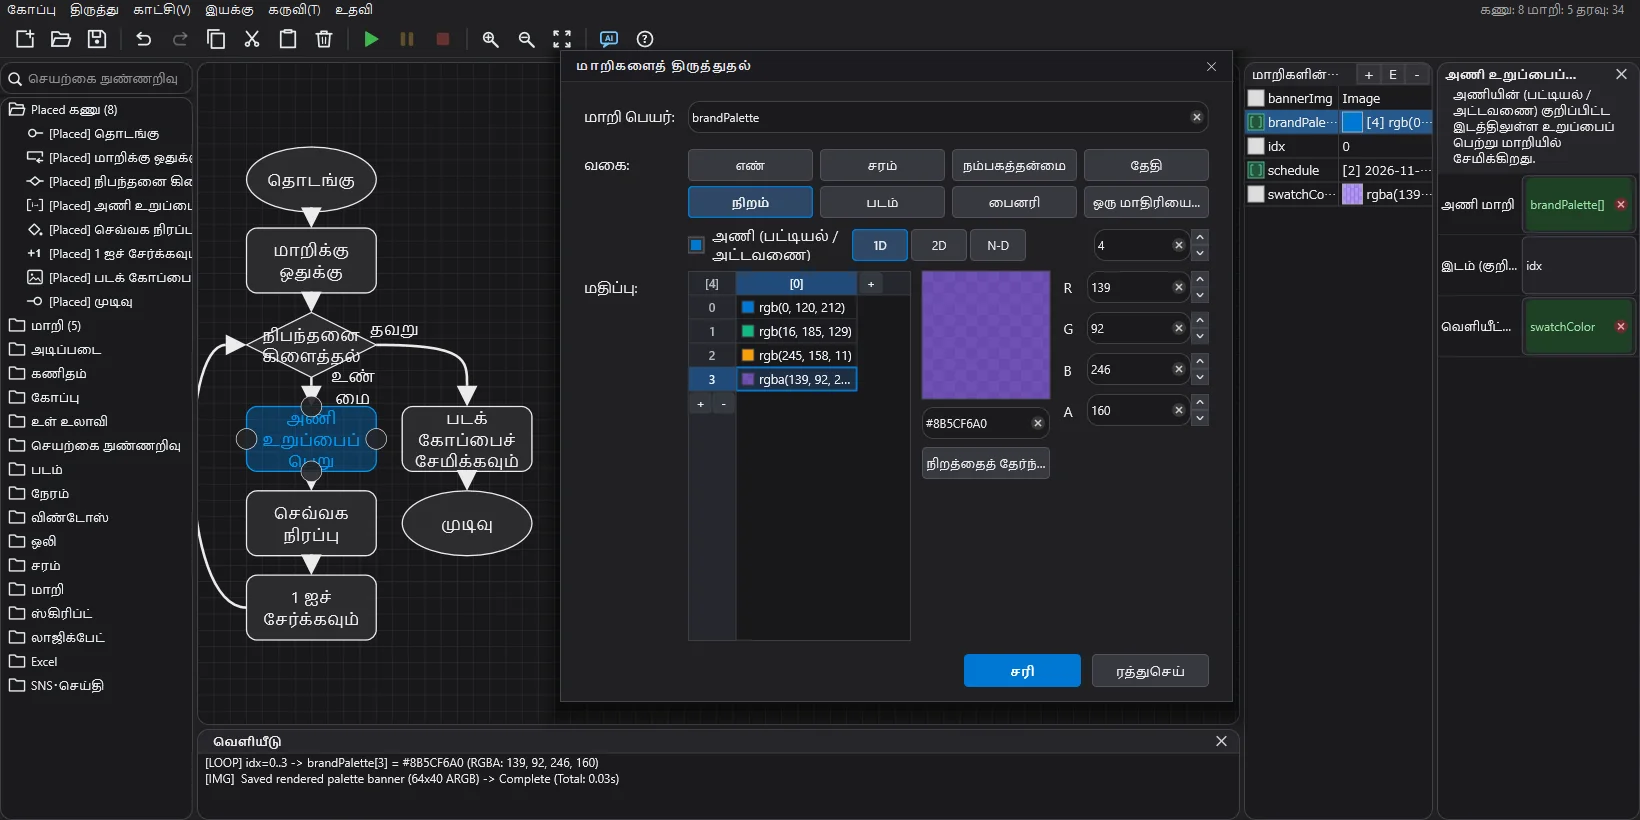 கோப்பு திருத்து காட்சி(V) இயக்கு கருவி(T) உதவி
கணு: 8 மாறி: 5 தரவு: 34
செயற்கை நுண்ணறிவு
Placed கணு (8)
[Placed] தொடங்கு
[Placed] மாறிக்கு ஒதுக்க
[Placed] நிபந்தனை கிளை
[Placed] அணி உறுப்பை
[Placed] செவ்வக நிரப்ப
+1 [Placed] 1 ஐச் சேர்க்கவு
[Placed] படக் கோப்பை
[Placed] முடிவு
மாறி (5)
அடிப்படை
கணிதம்
கோப்பு
உள் உலாவி
செயற்கை நுண்ணறிவு
படம்
நேரம்
விண்டோஸ்
ஒலி
சரம்
மாறி
ஸ்கிரிப்ட்
லாஜிக்பேட்
Excel
SNS·செய்தி
தொடங்கு
மாறிக்கு
ஒதுக்கு
நிபந்தனை
கிளைத்தல்
தவறு
உண்
மை
அணி
உறுப்பைப்
பெறு
படக்
கோப்பைச்
சேமிக்கவும்
செவ்வக
நிரப்பு
முடிவு
1 ஐச்
சேர்க்கவும்
மாறிகளைத் திருத்துதல்
மாறி பெயர்: brandPalette
வகை: எண் சரம் நம்பகத்தன்மை தேதி
நிறம் படம் பைனரி ஒரு மாதிரியை...
அணி (பட்டியல் /
அட்டவணை)
1D 2D N-D 4
மதிப்பு:
[4] [0] +
0 rgb(0, 120, 212)
1 rgb(16, 185, 129)
2 rgb(245, 158, 11)
3 rgba(139, 92, 2...
+ -
R 139
G 92
B 246
A 160
#8B5CF6A0
நிறத்தைத் தேர்ந்...
சரி ரத்துசெய்
மாறிகளின்... + E -
bannerImg Image
brandPale... [4] rgb(0...
idx 0
schedule [2] 2026-11-...
swatchCo... rgba(139...
அணி உறுப்பைப்...
அணியின் (பட்டியல் /
அட்டவணை) குறிப்பிட்ட
இடத்திலுள்ள உறுப்பைப்
பெற்று மாறியில்
சேமிக்கிறது.
அணி மாறி brandPalette[]
இடம் (குறி... idx
வெளியீட்... swatchColor
வெளியீடு
[LOOP] idx=0..3 -> brandPalette[3] = #8B5CF6A0 (RGBA: 139, 92, 246, 160)
[IMG] Saved rendered palette banner (64x40 ARGB) -> Complete (Total: 0.03s)